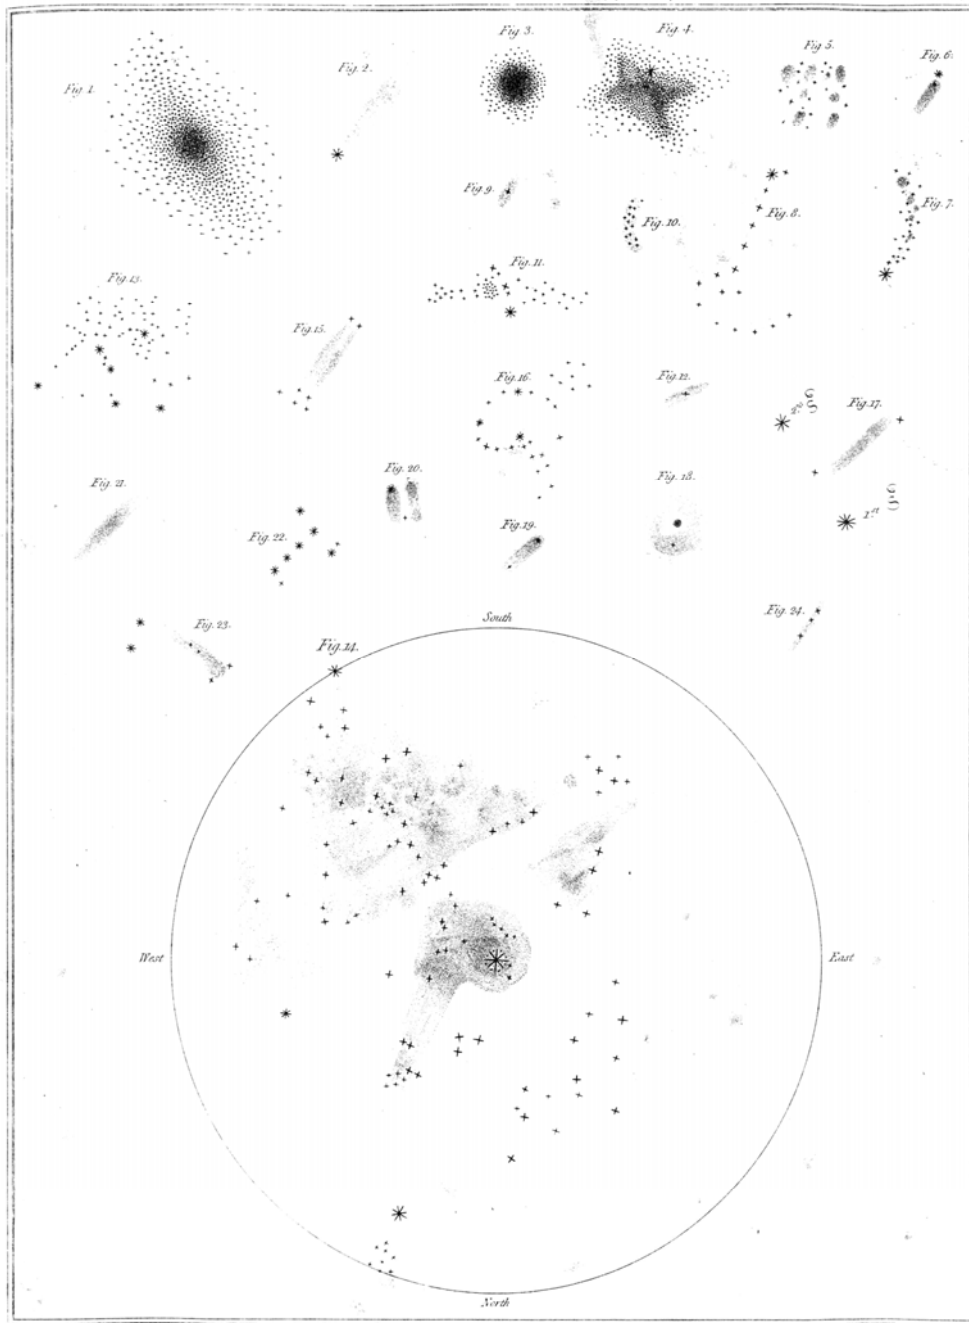 Fig. 1.
Fig. 2.
Fig. 3.
Fig. 4.
Fig. 5.
Fig. 6.
Fig. 9.
Fig. 10.
Fig. 8.
Fig. 7.
Fig. 11.
Fig. 13.
Fig. 15.
Fig. 16.
Fig. 12.
Fig. 17.
Fig. 21.
Fig. 20.
Fig. 18.
1.st
Fig. 22.
Fig. 19.
Fig. 23.
South
Fig. 24.
Fig. 14.
West
East
North